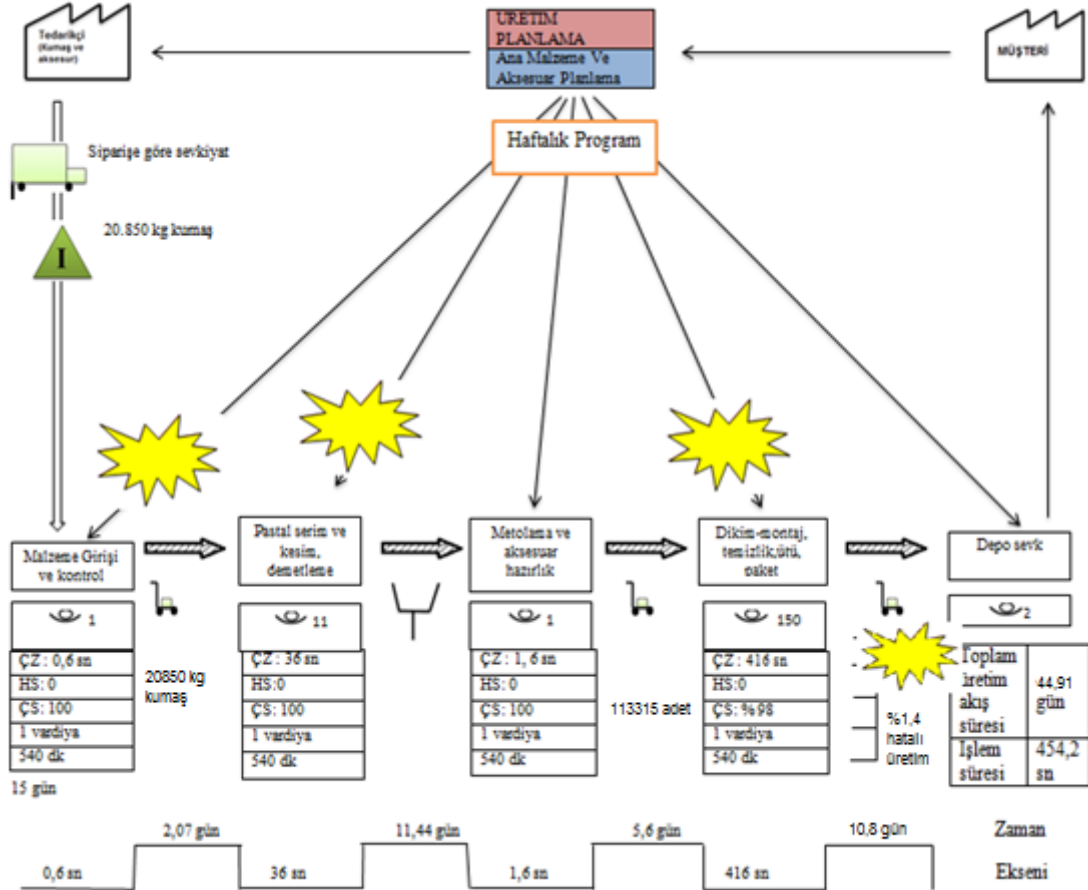 Tedarikçi
(Kumaş ve
aksesur)
ÜRETİM
PLANLAMA
Ana Malzeme Ve
Aksesuar Planlama
MÜŞTERİ
Haftalık Program
Siparişe göre sevkiyat
20.850 kg kumaş
I
Malzeme Girişi
ve kontrol
Pastal serim ve
kesim,
demetleme
Metolama ve
aksesuar
hazırlık
Dikim-montaj,
temizlik,ütü,
paket
Depo sevk
1
11
1
150
2
ÇZ : 0,6 sn
HS: 0
ÇS: 100
1 vardiya
540 dk
20850 kg
kumaş
ÇZ : 36 sn
HS:0
ÇS: 100
1 vardiya
540 dk
ÇZ : 1, 6 sn
HS:0
ÇS: 100
1 vardiya
540 dk
113315 adet
ÇZ : 416 sn
HS:0
ÇS: %98
1 vardiya
540 dk
%1,4
hatalı
üretim
Toplam
üretim
akış
süresi
44,91
gün
İşlem
süresi
454,2
sn
15 gün
2,07 gün
11,44 gün
5,6 gün
10,8 gün
Zaman
0,6 sn
36 sn
1,6 sn
416 sn
Ekseni